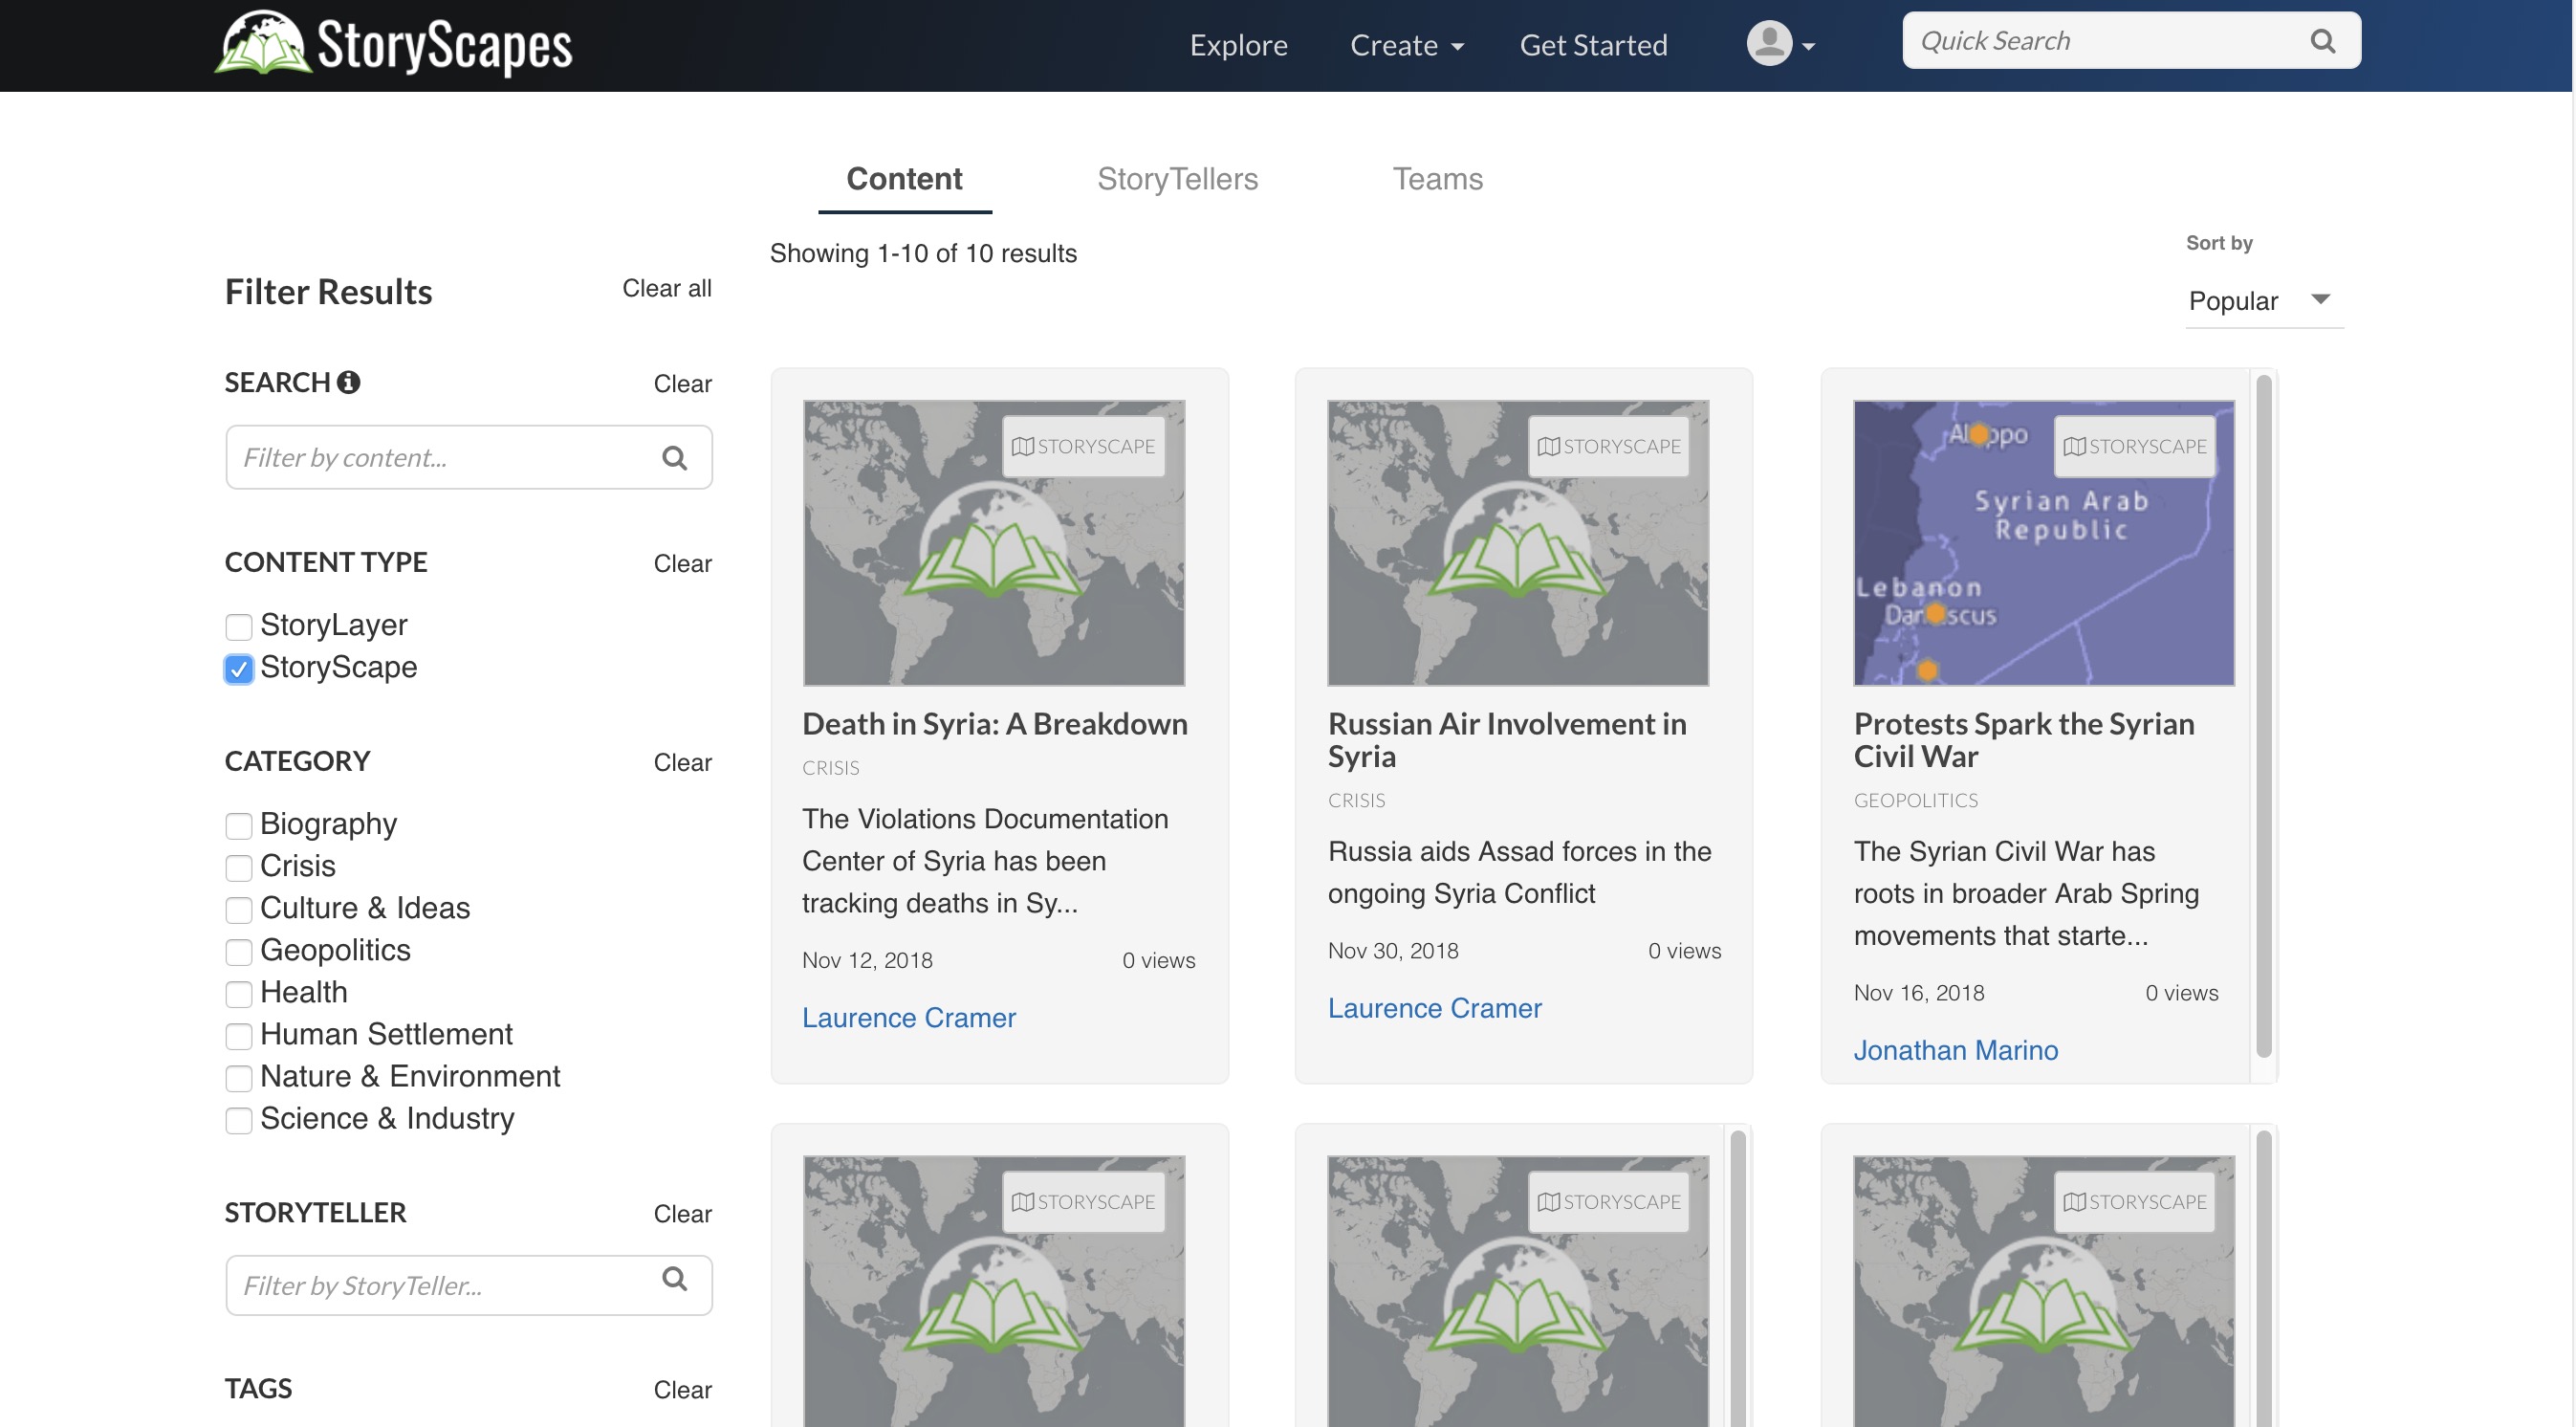 StoryScapes
Explore
Create
Get Started
Quick Search
Content
StoryTellers
Teams
Showing 1-10 of 10 results
Sort by
Popular
Filter Results
Clear all
SEARCH
Clear
Filter by content...
CONTENT TYPE
Clear
StoryLayer
StoryScape
CATEGORY
Clear
Biography
Crisis
Culture & Ideas
Geopolitics
Health
Human Settlement
Nature & Environment
Science & Industry
STORYTELLER
Clear
Filter by StoryTeller...
TAGS
Clear
STORYSCAPE
Death in Syria: A Breakdown
CRISIS
The Violations Documentation
Center of Syria has been
tracking deaths in Sy...
Nov 12, 2018
0 views
Laurence Cramer
STORYSCAPE
Russian Air Involvement in
Syria
CRISIS
Russia aids Assad forces in the
ongoing Syria Conflict
Nov 30, 2018
0 views
Laurence Cramer
STORYSCAPE
Syrian Arab
Republic
Lebanon
Protests Spark the Syrian
Civil War
GEOPOLITICS
The Syrian Civil War has
roots in broader Arab Spring
movements that starte...
Nov 16, 2018
0 views
Jonathan Marino
STORYSCAPE
STORYSCAPE
STORYSCAPE